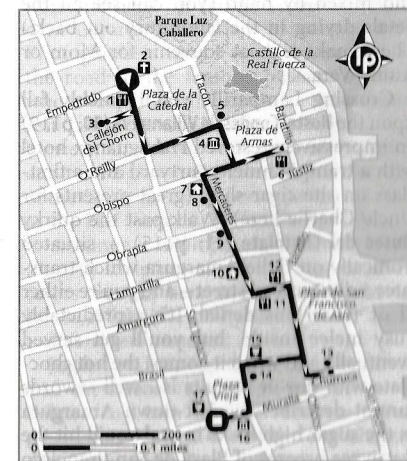 Parque Luz
Caballero
Castillo de la
Real Fuerza
2
Plaza de la
Catedral
Tacón
1
Empedrado
3
Callejón
del Chorro
5
Plaza de
Armas
Baratillo
4
O'Reilly
6
Justiz
7
Mercaderes
8
Obispo
9
Obrapía
10
Lamparilla
12
11
Plaza de San
Francisco
de Asís
Amargura
San Ignacio
15
13
Brasil
14
Churruca
Plaza
Vieja
17
Muralla
Oficios
16
0 200 m
0 0.1 miles
lp